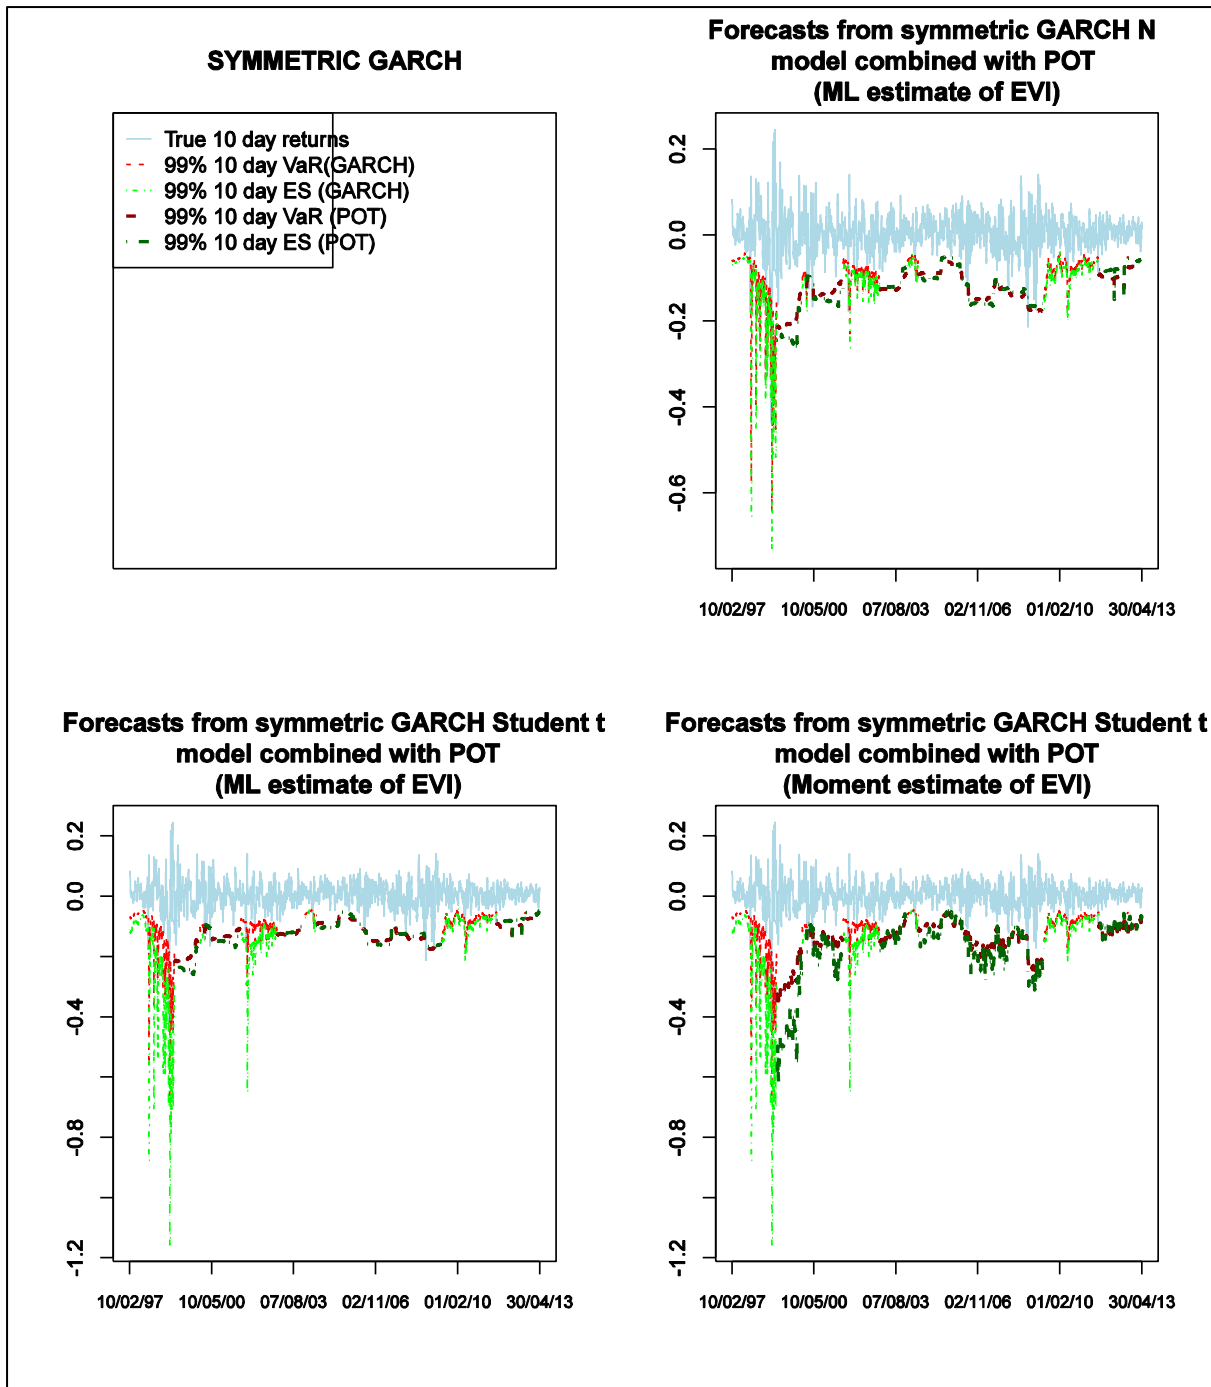 SYMMETRIC GARCH
True 10 day returns
99% 10 day VaR(GARCH)
99% 10 day ES (GARCH)
99% 10 day VaR (POT)
99% 10 day ES (POT)
Forecasts from symmetric GARCH N
model combined with POT
(ML estimate of EVI)
0.2
0.0
-0.2
-0.4
-0.6
10/02/97 10/05/00 07/08/03 02/11/06 01/02/10 30/04/13
Forecasts from symmetric GARCH Student t
model combined with POT
(ML estimate of EVI)
0.2
0.0
-0.4
-0.8
-1.2
10/02/97 10/05/00 07/08/03 02/11/06 01/02/10 30/04/13
Forecasts from symmetric GARCH Student t
model combined with POT
(Moment estimate of EVI)
0.2
0.0
-0.4
-0.8
-1.2
10/02/97 10/05/00 07/08/03 02/11/06 01/02/10 30/04/13